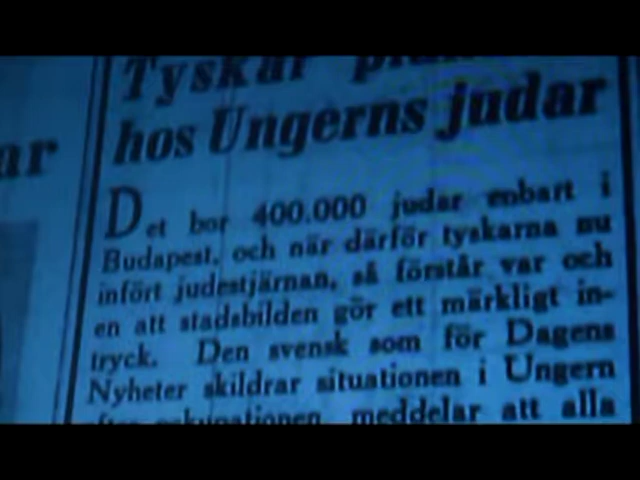 Tyskar
hos Ungerns judar
ar
Det bor 400.000 judar enbart i
Budapest, och när därför tyskarna nu
infört judestjärnan, så förstår var och
en att stadsbilden gör ett märkligt in-
tryck. Den svensk som för Dagens
Nyheter skildrar situationen i Ungern
meddelar att alla